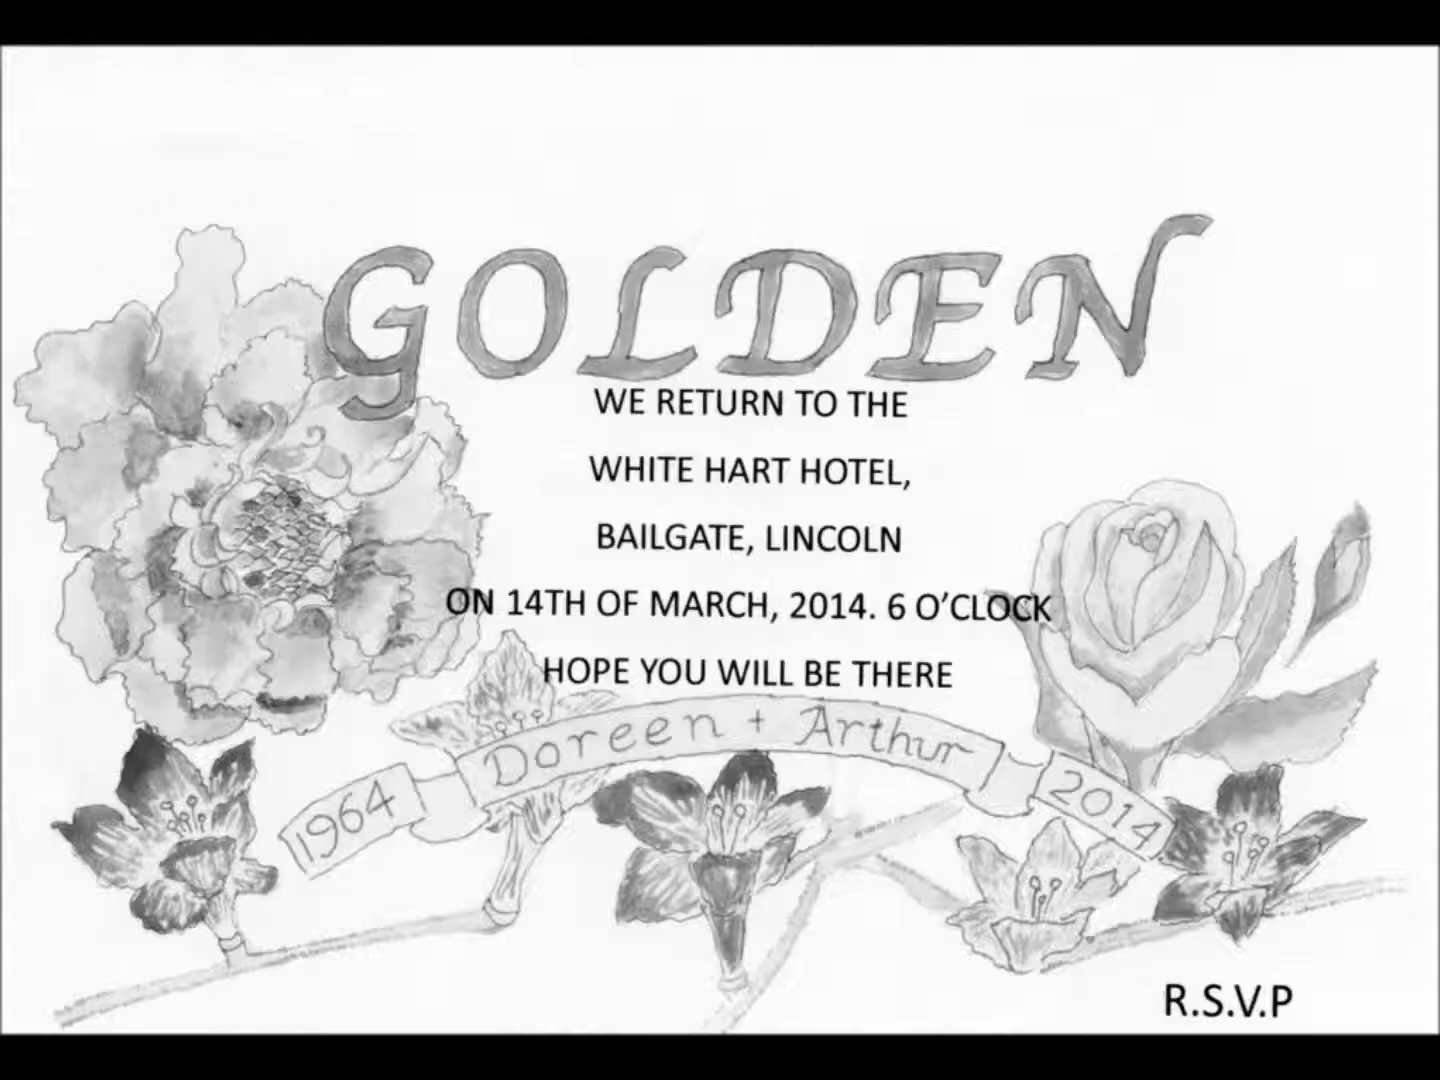 GOLDEN
WE RETURN TO THE
WHITE HART HOTEL,
BAILGATE, LINCOLN
ON 14TH OF MARCH, 2014. 6 O'CLOCK
HOPE YOU WILL BE THERE
Doreen + Arthur
1964
2014
R.S.V.P